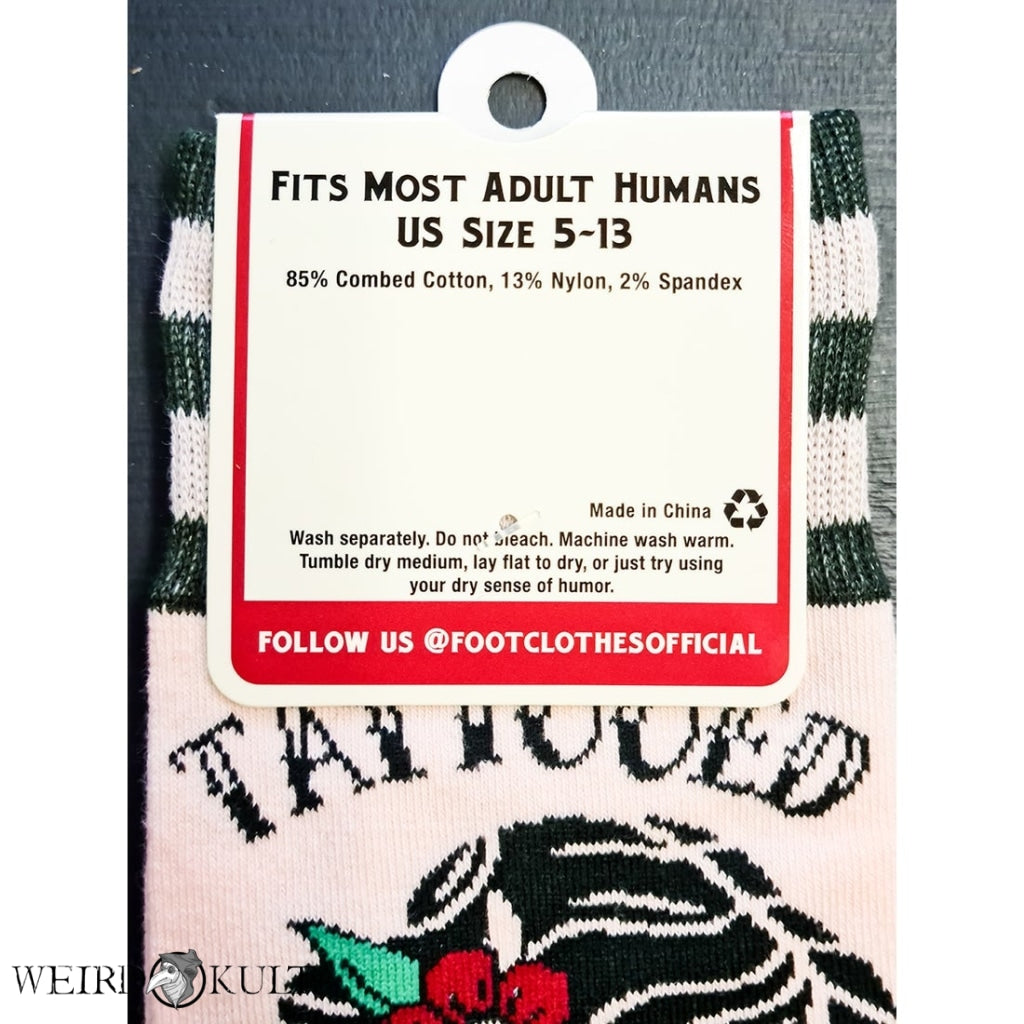 FITS MOST ADULT HUMANS
US SIZE 5~13
85% Combed Cotton, 13% Nylon, 2% Spandex
Made in China
Wash separately. Do not bleach. Machine wash warm.
Tumble dry medium, lay flat to dry, or just try using
your dry sense of humor.
FOLLOW US @FOOTCLOTHESOFFICIAL
TATTOOED
WEIRD KULT